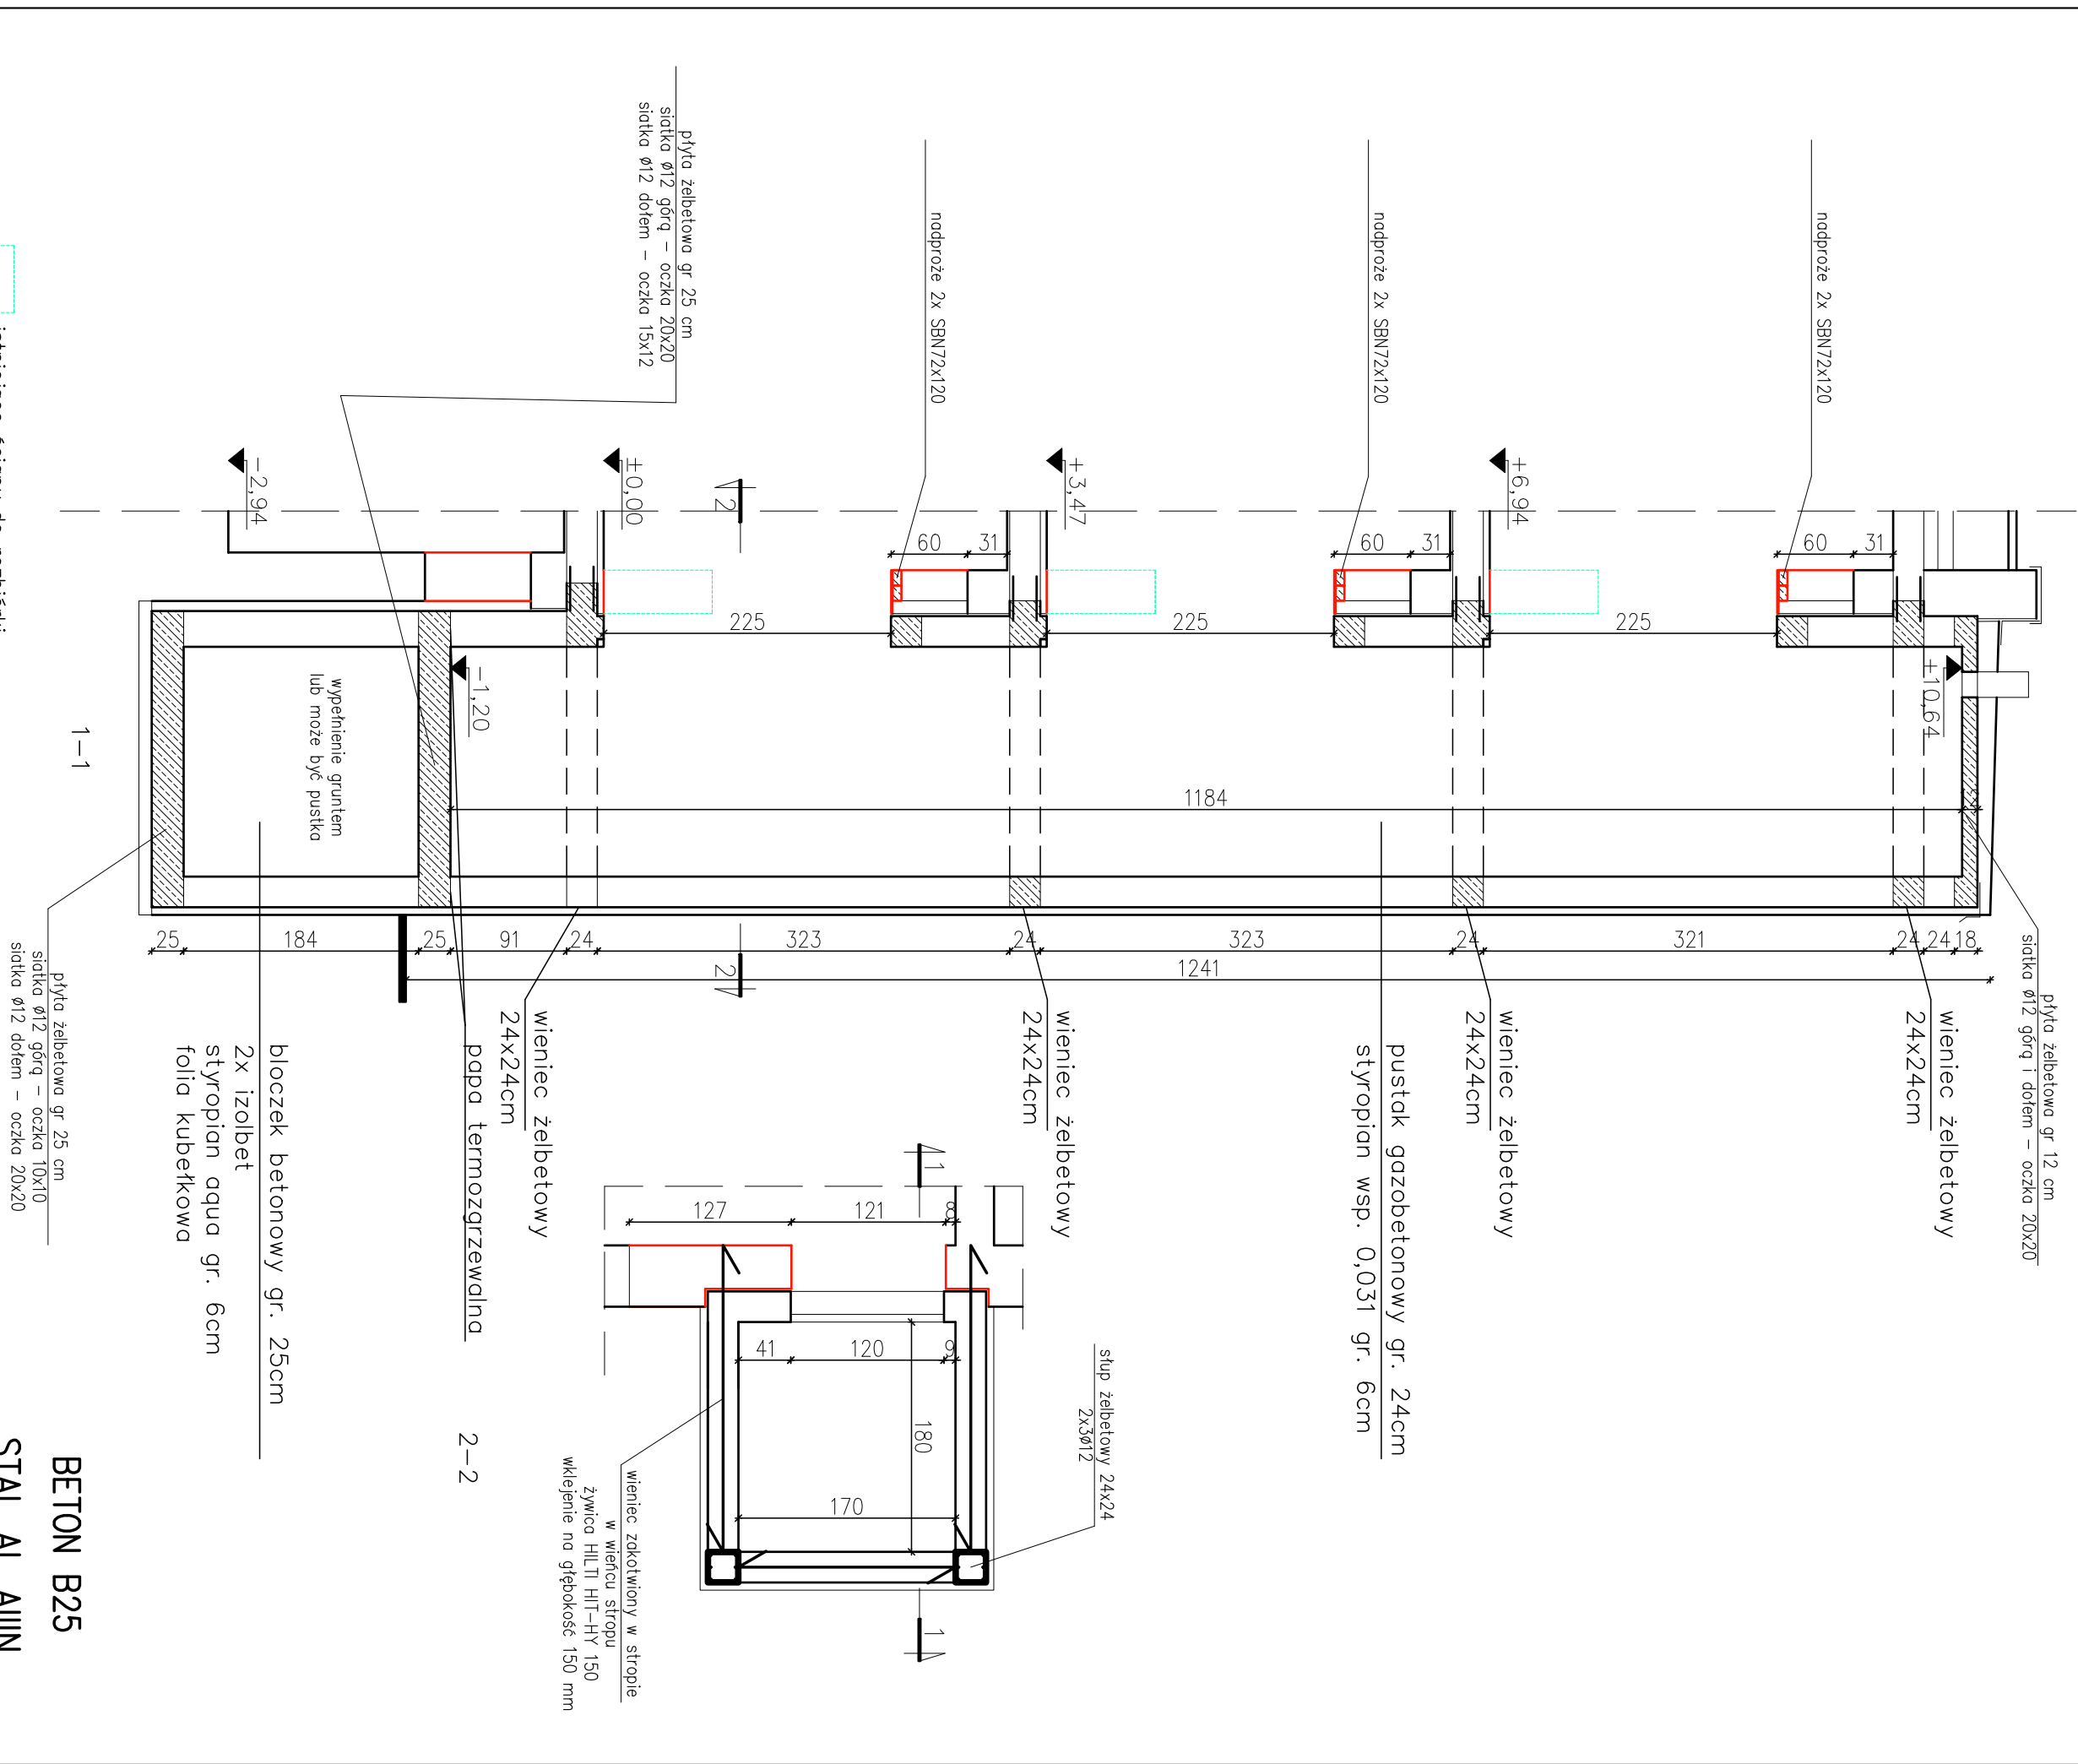 płyta żelbetowa gr 12 cm
siatka ø12 górą i dołem – oczka 20x20
wieniec żelbetowy
24x24cm
nadproże 2x SBN72x120
60
31
225
+10,64
24
24
18
321
+6,94
wieniec żelbetowy
24x24cm
pustak gazobetonowy gr. 24cm
styropian wsp. 0,031 gr. 6cm
nadproże 2x SBN72x120
60
31
225
1184
24
323
1241
+3,47
wieniec żelbetowy
24x24cm
nadproże 2x SBN72x120
60
31
225
24
323
2
2
±0,00
płyta żelbetowa gr 25 cm
siatka ø12 górą – oczka 20x20
siatka ø12 dołem – oczka 15x12
wieniec żelbetowy
24x24cm
24
91
25
184
25
papa termozgrzewalna
-1,20
-2,94
wypełnienie gruntem
lub może być pustka
bloczek betonowy gr. 25cm
2x izolbet
styropian aqua gr. 6cm
folia kubełkowa
1–1
płyta żelbetowa gr 25 cm
siatka ø12 górą – oczka 10x10
siatka ø12 dołem – oczka 20x20
1
127
121
8
41
120
9
180
170
1
słup żelbetowy 24x24
2x3ø12
wieniec zakotwiony w stropie
w wieńcu stropu
żywica HILTI HIT–HY 150
wklejenie na głębokość 150 mm
2–2
BETON B25
STAL AI, AIIIN